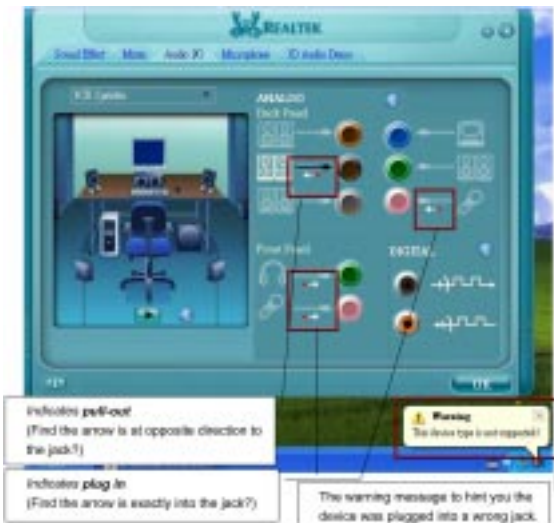 REALTEK
Sound Effect Mixer Audio I/O Microphone 3D Audio Demo
ANALOG
Back Panel
Front Panel
DIGITAL
OK
Warning
This device type is not supported!
Indicates pull-out
(Find the arrow is at opposite direction to
the jack?)
Indicates plug in
(Find the arrow is exactly into the jack?)
The warning message to hint you the
device was plugged into a wrong jack.